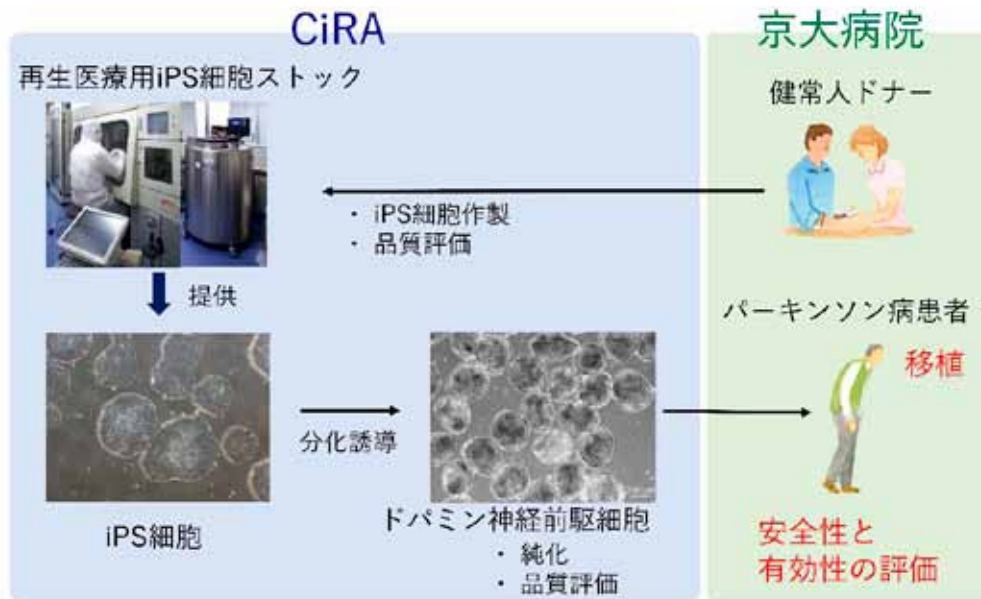 CiRA
京大病院
再生医療用iPS細胞ストック
健常人ドナー
・ iPS細胞作製
・ 品質評価
提供
パーキンソン病患者
移植
分化誘導
iPS細胞
ドパミン神経前駆細胞
・ 純化
・ 品質評価
安全性と
有効性の評価